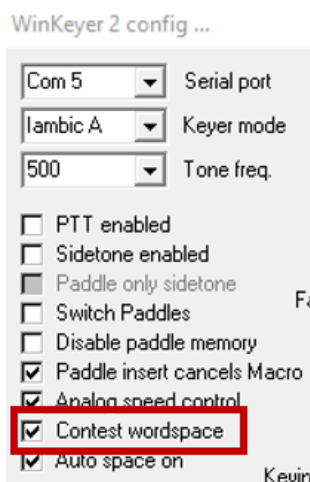 WinKeyer 2 config ...
Com 5 Serial port
Iambic A Keyer mode
500 Tone freq.
PTT enabled
Sidetone enabled
Paddle only sidetone
Switch Paddles
Disable paddle memory
Paddle insert cancels Macro
Analog speed control
Contest wordspace
Auto space on